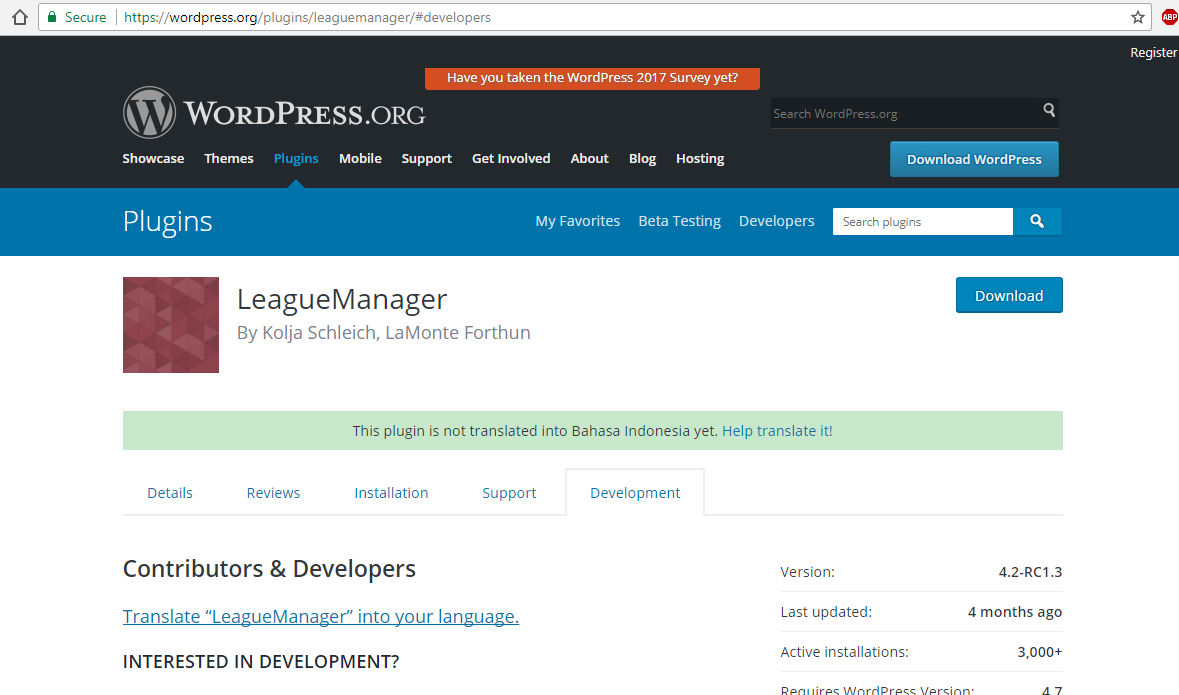 Secure https://wordpress.org/plugins/leaguemanager/#developers
ABP
Register
Have you taken the WordPress 2017 Survey yet?
WORDPRESS.ORG
Search WordPress.org
Showcase Themes Plugins Mobile Support Get Involved About Blog Hosting
Download WordPress
Plugins
My Favorites Beta Testing Developers
Search plugins
LeagueManager
Download
By Kolja Schleich, LaMonte Forthun
This plugin is not translated into Bahasa Indonesia yet. Help translate it!
Details Reviews Installation Support Development
Contributors & Developers
Translate “LeagueManager” into your language.
INTERESTED IN DEVELOPMENT?
Version: 4.2-RC1.3
Last updated: 4 months ago
Active installations: 3,000+
Requires WordPress Version: 4.7